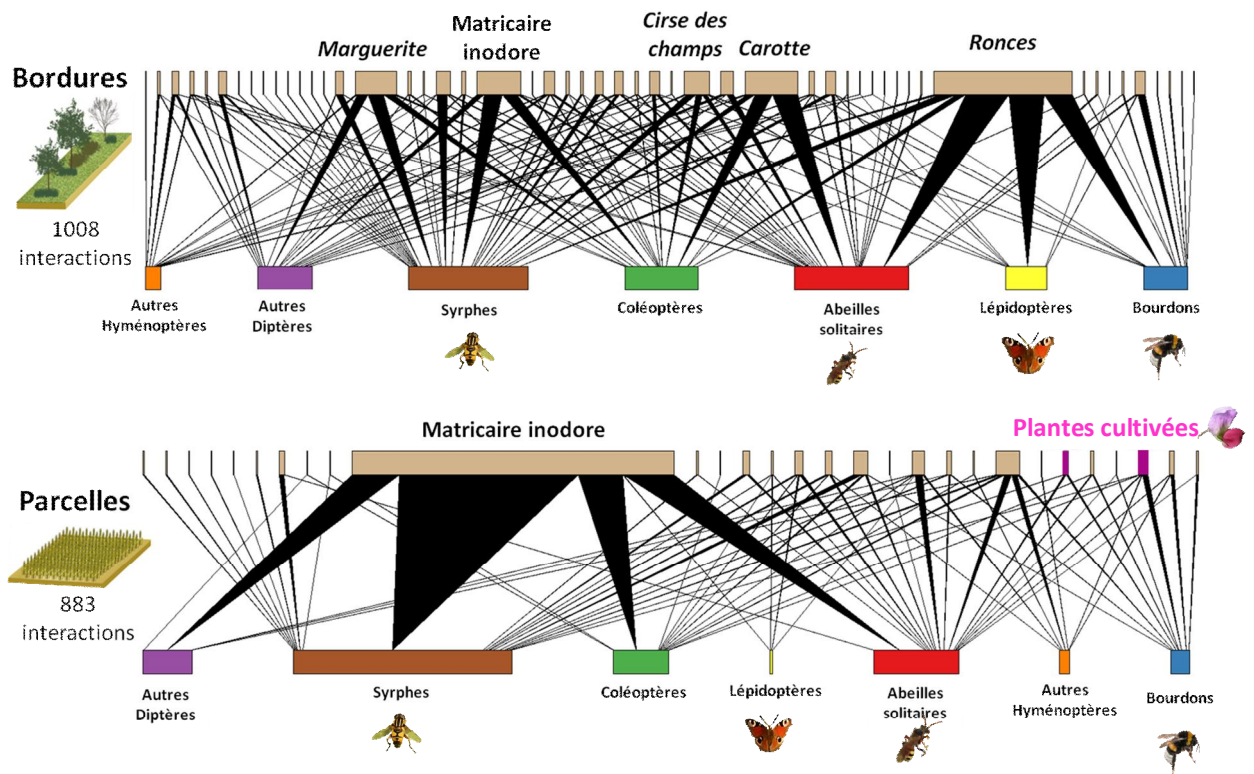 Marguerite
Matricaire
inodore
Cirse des
champs
Carotte
Ronces
Bordures
1008
interactions
Autres
Hyménoptères
Autres
Diptères
Syrphes
Coléoptères
Abeilles
solitaires
Lépidoptères
Bourdons
Matricaire inodore
Plantes cultivées
Parcelles
883
interactions
Autres
Diptères
Syrphes
Coléoptères
Lépidoptères
Abeilles
solitaires
Autres
Hyménoptères
Bourdons